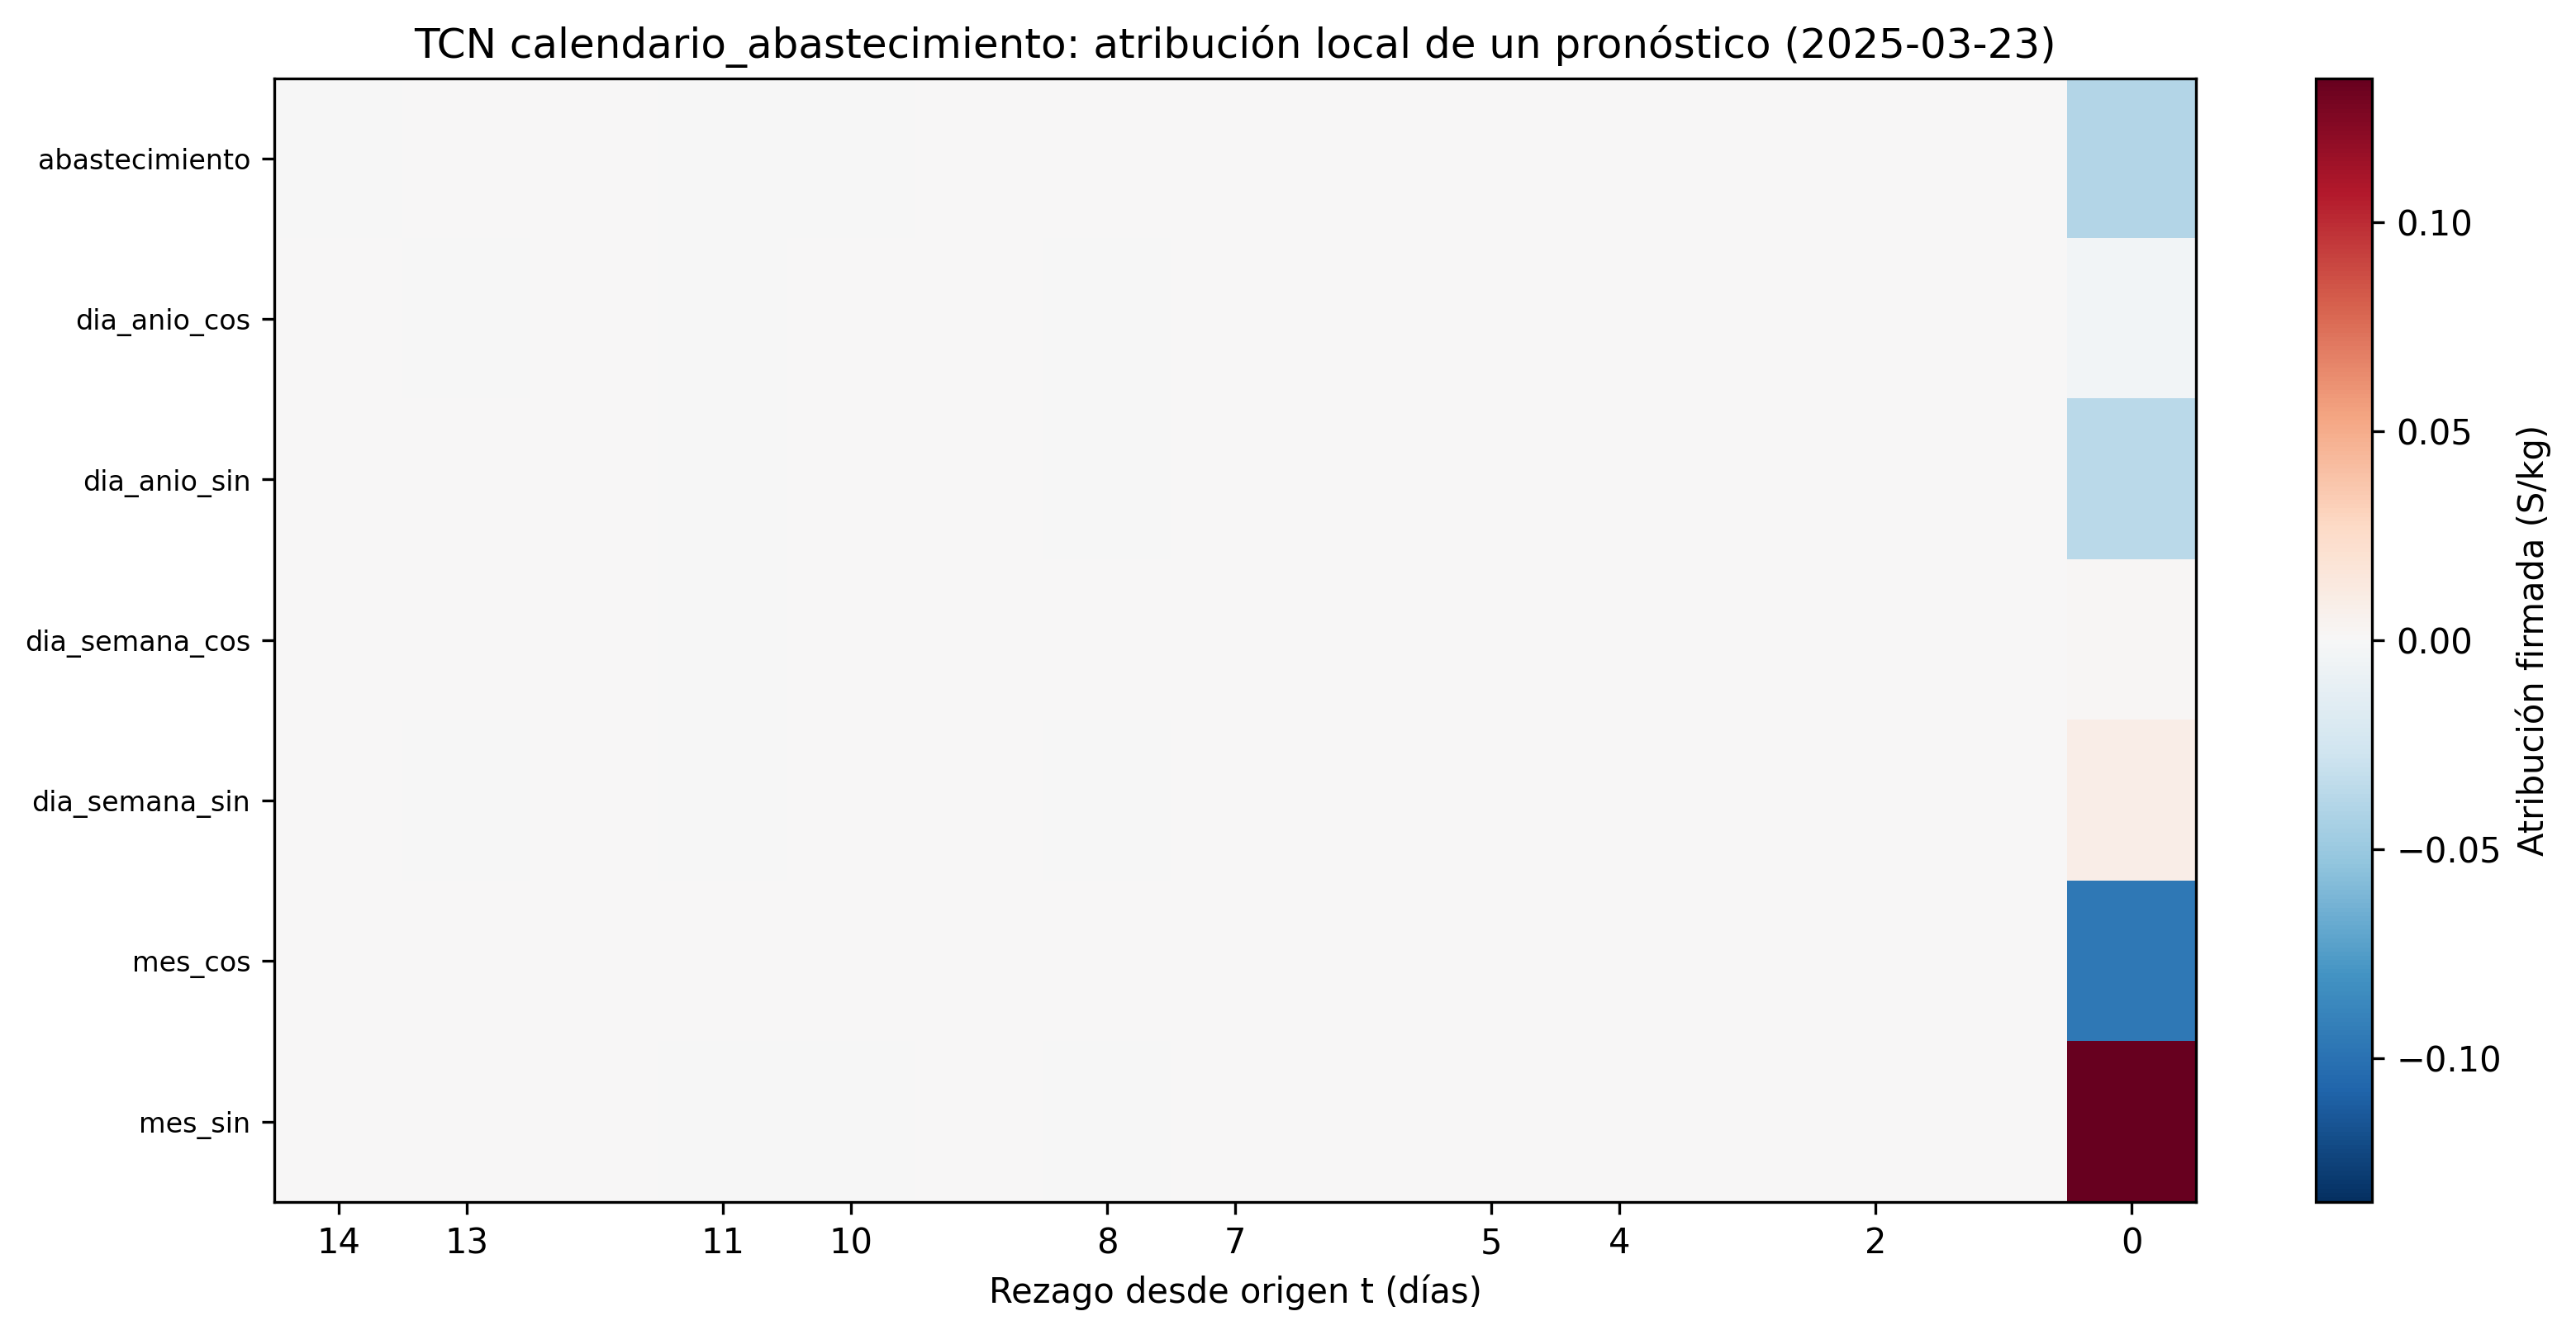 TCN calendario_abastecimiento: atribución local de un pronóstico (2025-03-23)
abastecimiento
dia_anio_cos
dia_anio_sin
dia_semana_cos
dia_semana_sin
mes_cos
mes_sin
14 13 11 10 8 7 5 4 2 0
Rezago desde origen t (días)
0.10
0.05
0.00
−0.05
−0.10
Atribución firmada (S/kg)